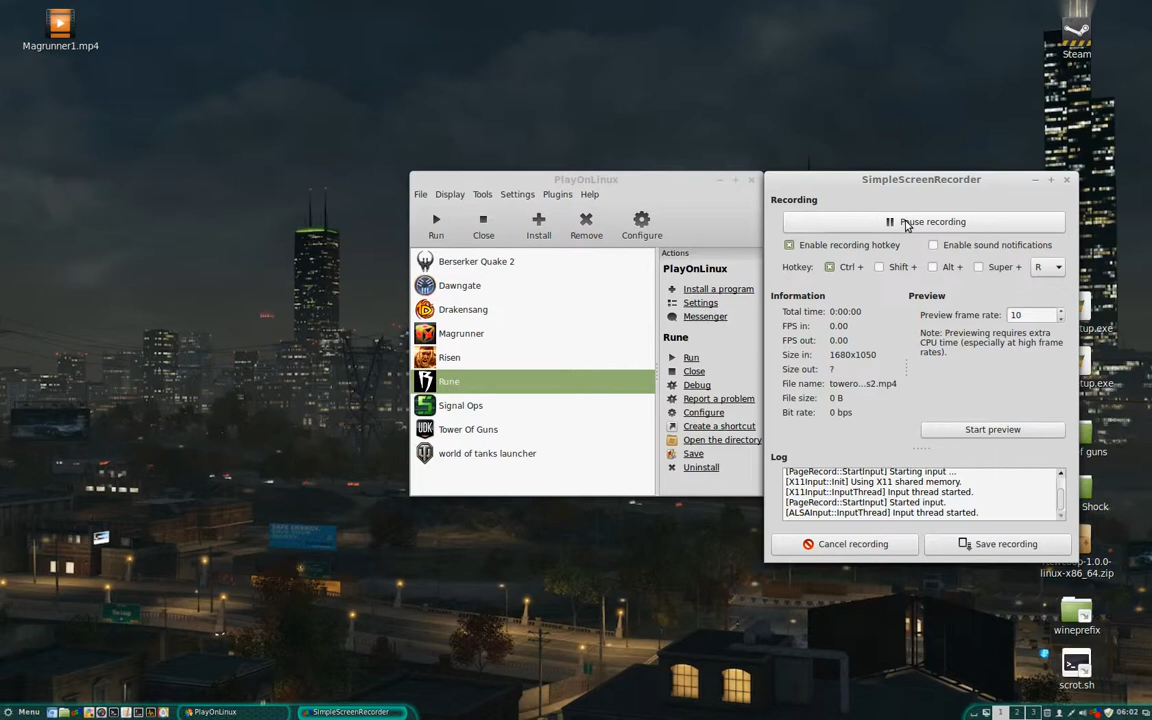 Magrunner1.mp4
Steam
PlayOnLinux
File Display Tools Settings Plugins Help
Run Close Install Remove Configure
Berserker Quake 2
Dawngate
Drakensang
Magrunner
Risen
Rune
Signal Ops
Tower Of Guns
world of tanks launcher
Actions
PlayOnLinux
Install a program
Settings
Messenger
Rune
Run
Close
Debug
Report a problem
Configure
Create a shortcut
Open the directory
Save
Uninstall
SimpleScreenRecorder
Recording
Pause recording
Enable recording hotkey Enable sound notifications
Hotkey: Ctrl + Shift + Alt + Super + R
Information
Total time: 0:00:00
FPS in: 0.00
FPS out: 0.00
Size in: 1680x1050
Size out: ?
File name: towero...s2.mp4
File size: 0 B
Bit rate: 0 bps
Preview
Preview frame rate: 10
Note: Previewing requires extra
CPU time (especially at high frame
rates).
Start preview
Log
[PageRecord::StartInput] Starting input ...
[X11Input::Init] Using X11 shared memory.
[X11Input::InputThread] Input thread started.
[PageRecord::StartInput] Started input.
[ALSAInput::InputThread] Input thread started.
Cancel recording Save recording
tup.exe
tup.exe
f guns
Shock
linux-x86_64.zip
wineprefix
scrot.sh
Menu PlayOnLinux SimpleScreenRecorder 1 2 3 06:02